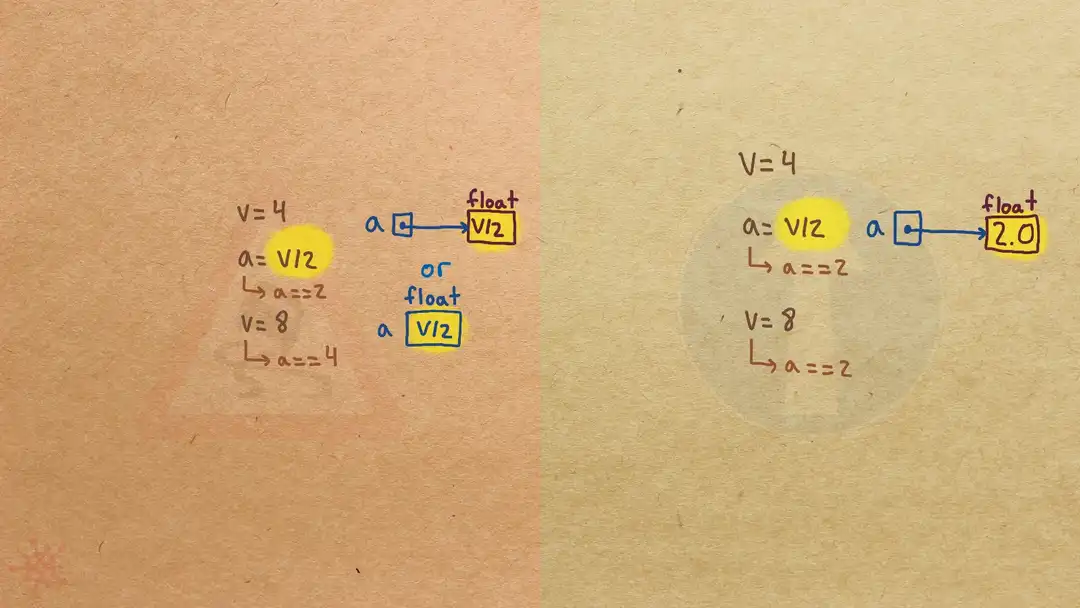 V=4
a= V/2
↳ a==2
V=8
↳ a==4
a
float
V/2
or
float
a V/2
V=4
a= V/2
↳ a==2
V=8
↳ a==2
a
float
2.0